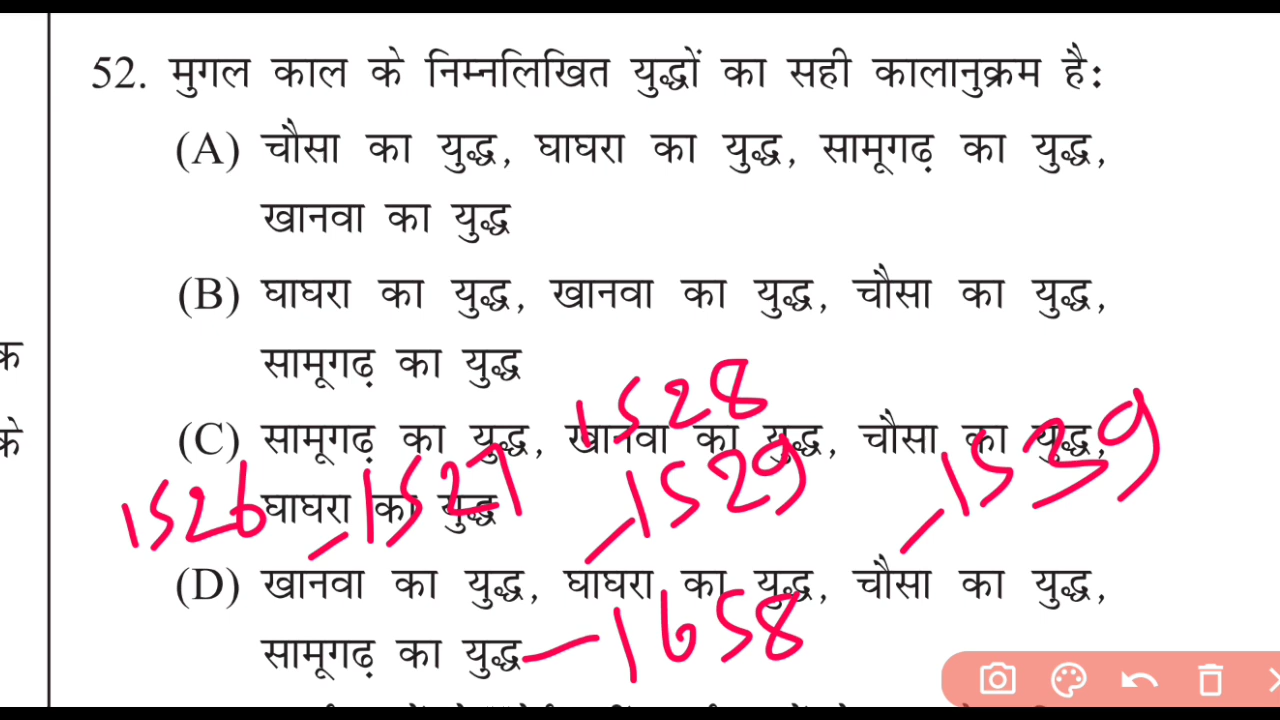 52. मुगल काल के निम्नलिखित युद्धों का सही कालानुक्रम है:
(A) चौसा का युद्ध, घाघरा का युद्ध, सामूगढ़ का युद्ध,
खानवा का युद्ध
(B) घाघरा का युद्ध, खानवा का युद्ध, चौसा का युद्ध,
सामूगढ़ का युद्ध
1528
(C) सामूगढ़ का युद्ध, खानवा का युद्ध, चौसा का युद्ध,
क
के
घाघरा का युद्ध
1526 -1527 -1529 -1539
(D) खानवा का युद्ध, घाघरा का युद्ध, चौसा का युद्ध,
सामूगढ़ का युद्ध -1658